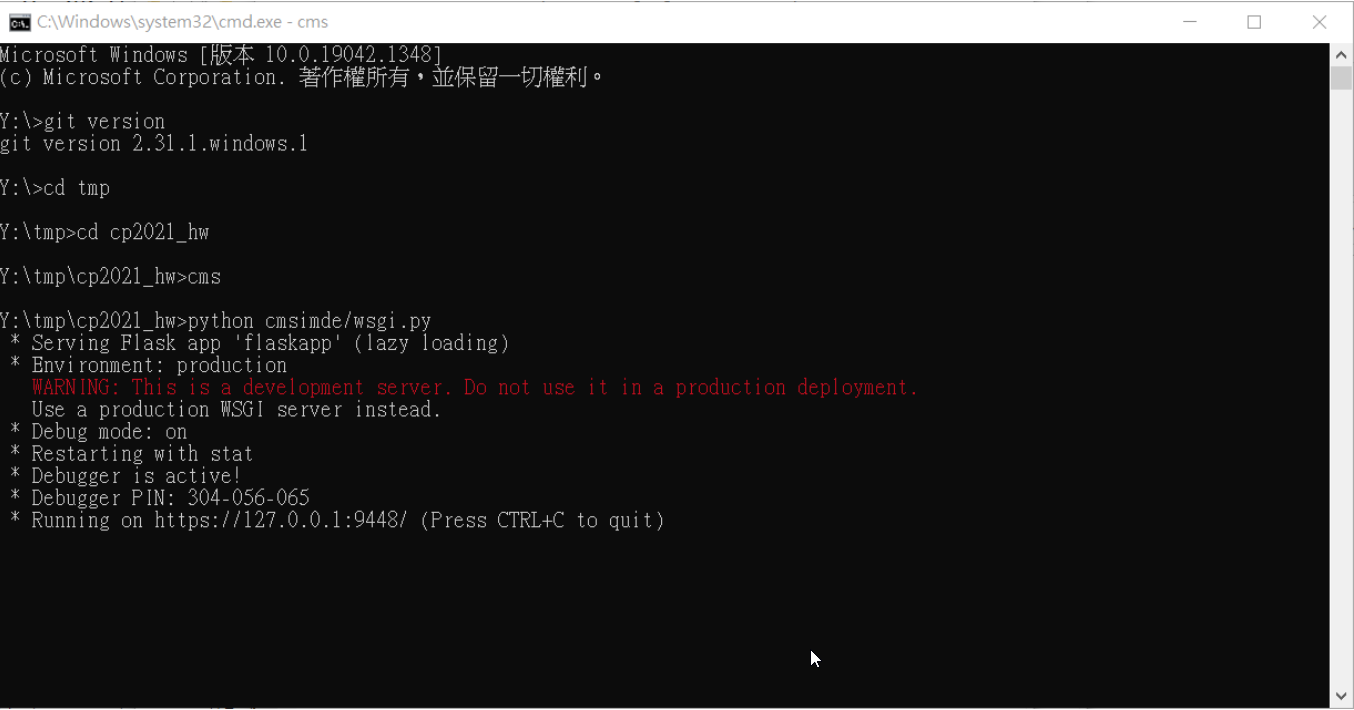 C:\Windows\system32\cmd.exe - cms
Microsoft Windows [版本 10.0.19042.1348]
(c) Microsoft Corporation. 著作權所有，並保留一切權利。
Y:\>git version
git version 2.31.1.windows.1
Y:\>cd tmp
Y:\tmp>cd cp2021_hw
Y:\tmp\cp2021_hw>cms
Y:\tmp\cp2021_hw>python cmsimde/wsgi.py
* Serving Flask app 'flaskapp' (lazy loading)
* Environment: production
WARNING: This is a development server. Do not use it in a production deployment.
Use a production WSGI server instead.
* Debug mode: on
* Restarting with stat
* Debugger is active!
* Debugger PIN: 304-056-065
* Running on https://127.0.0.1:9448/ (Press CTRL+C to quit)